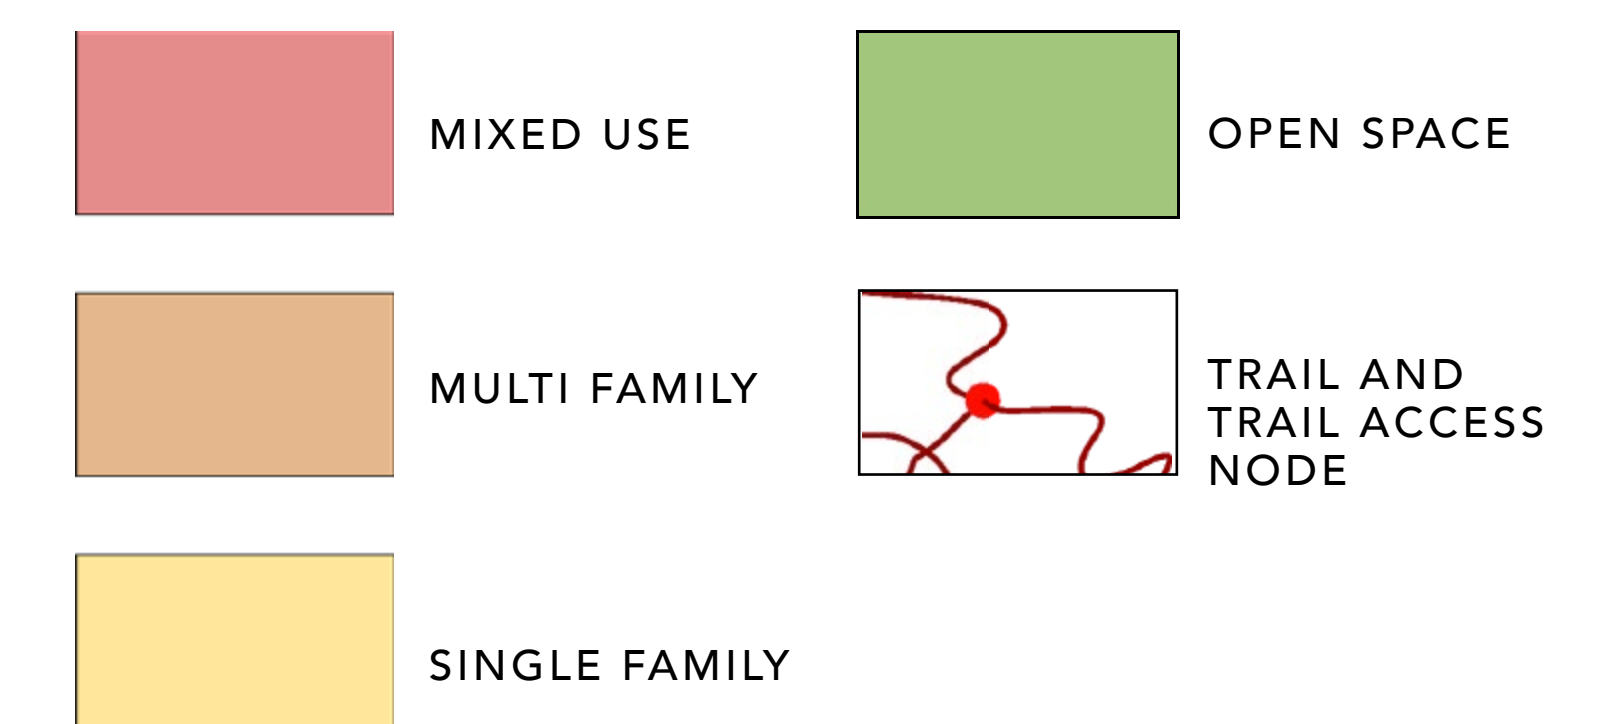 MIXED USE
MULTI FAMILY
SINGLE FAMILY
OPEN SPACE
TRAIL AND
TRAIL ACCESS
NODE